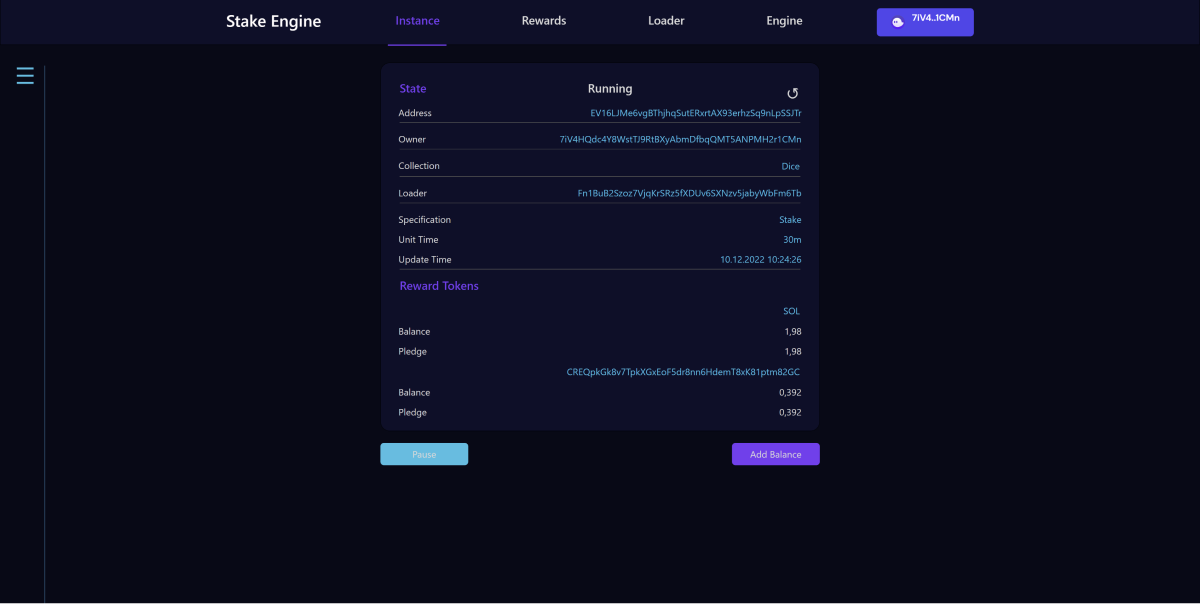 Stake Engine Instance Rewards Loader Engine 7iV4..1CMn
State Running
Address EV16LJMe6vgBThjhqSutERxrtAX93erhzSq9nLpSSJTr
Owner 7iV4HQdc4Y8WstTJ9RtBXyAbmDfbqQMT5ANPMH2r1CMn
Collection Dice
Loader Fn1BuB2Szoz7VjqKrSRz5fXDUv6SXNzv5jabyWbFm6Tb
Specification Stake
Unit Time 30m
Update Time 10.12.2022 10:24:26
Reward Tokens
SOL
Balance 1,98
Pledge 1,98
CREQpkGk8v7TpkXGxEoF5dr8nn6HdemT8xK81ptm82GC
Balance 0,392
Pledge 0,392
Pause Add Balance